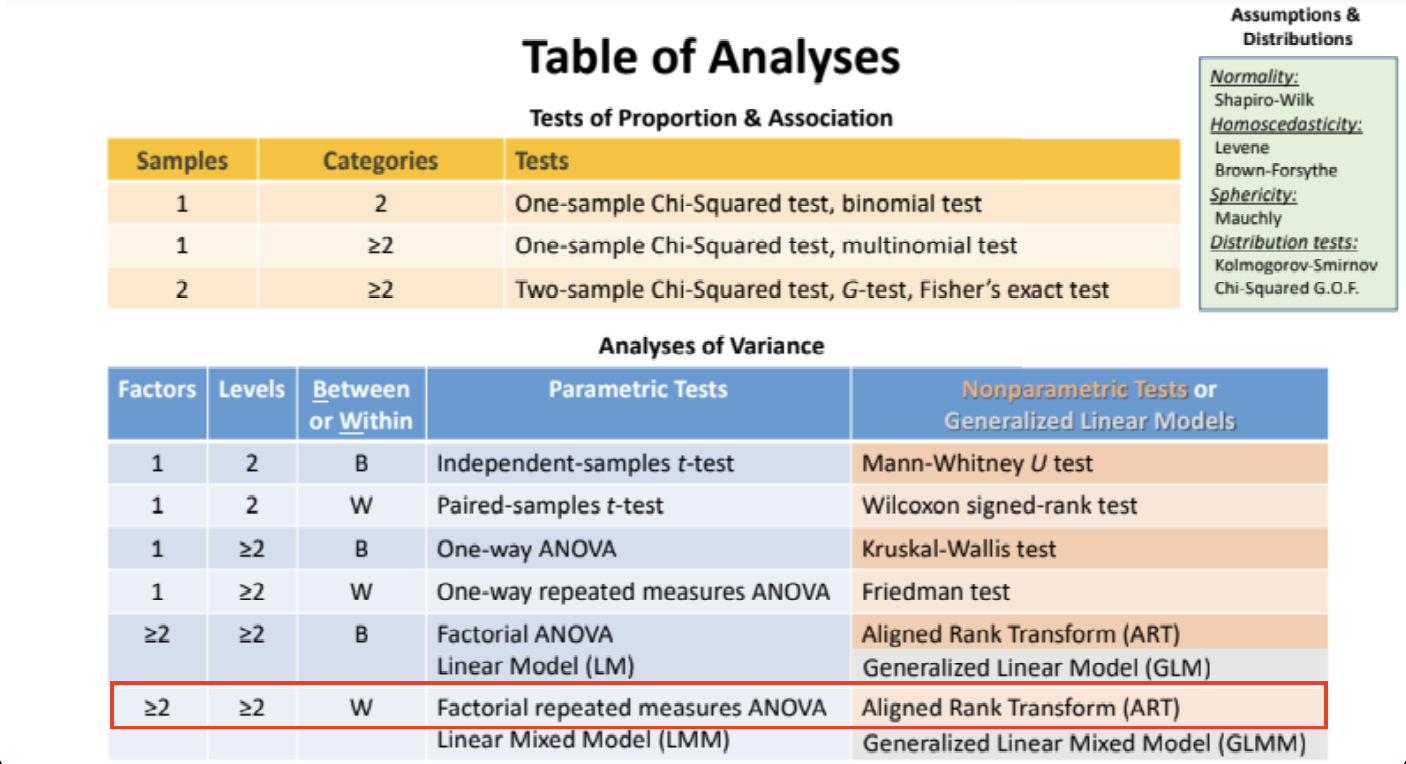 Assumptions &
Distributions
Table of Analyses
Normality:
Shapiro-Wilk
Homoscedasticity:
Levene
Brown-Forsythe
Sphericity:
Mauchly
Distribution tests:
Kolmogorov-Smirnov
Chi-Squared G.O.F.
Tests of Proportion & Association
Samples Categories Tests
1 2 One-sample Chi-Squared test, binomial test
1 ≥2 One-sample Chi-Squared test, multinomial test
2 ≥2 Two-sample Chi-Squared test, G-test, Fisher's exact test
Analyses of Variance
Factors Levels Between Parametric Tests Nonparametric Tests or
or Within Generalized Linear Models
1 2 B Independent-samples t-test Mann-Whitney U test
1 2 W Paired-samples t-test Wilcoxon signed-rank test
1 ≥2 B One-way ANOVA Kruskal-Wallis test
1 ≥2 W One-way repeated measures ANOVA Friedman test
≥2 ≥2 B Factorial ANOVA Aligned Rank Transform (ART)
Linear Model (LM) Generalized Linear Model (GLM)
≥2 ≥2 W Factorial repeated measures ANOVA Aligned Rank Transform (ART)
Linear Mixed Model (LMM) Generalized Linear Mixed Model (GLMM)